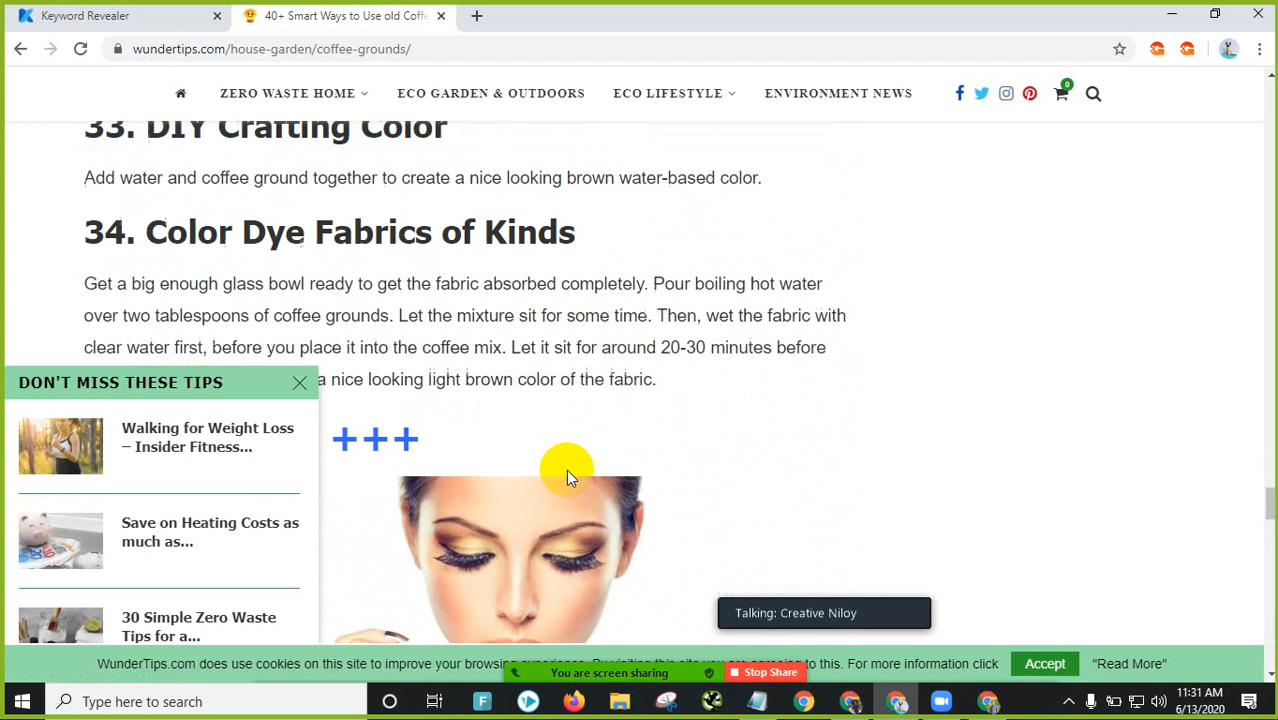 Keyword Revealer
40+ Smart Ways to Use old Coffe
wundertips.com/house-garden/coffee-grounds/
ZERO WASTE HOME
ECO GARDEN & OUTDOORS
ECO LIFESTYLE
ENVIRONMENT NEWS
0
33. DIY Crafting Color
Add water and coffee ground together to create a nice looking brown water-based color.
34. Color Dye Fabrics of Kinds
Get a big enough glass bowl ready to get the fabric absorbed completely. Pour boiling hot water
over two tablespoons of coffee grounds. Let the mixture sit for some time. Then, wet the fabric with
clear water first, before you place it into the coffee mix. Let it sit for around 20-30 minutes before
a nice looking light brown color of the fabric.
+++
DON'T MISS THESE TIPS
Walking for Weight Loss
– Insider Fitness...
Save on Heating Costs as
much as...
30 Simple Zero Waste
Tips for a...
Talking: Creative Niloy
WunderTips.com does use cookies on this site to improve your browsing experience. By visiting this site you are agreeing to this. For more information click
Accept
"Read More"
You are screen sharing
Stop Share
Type here to search
11:31 AM
6/13/2020